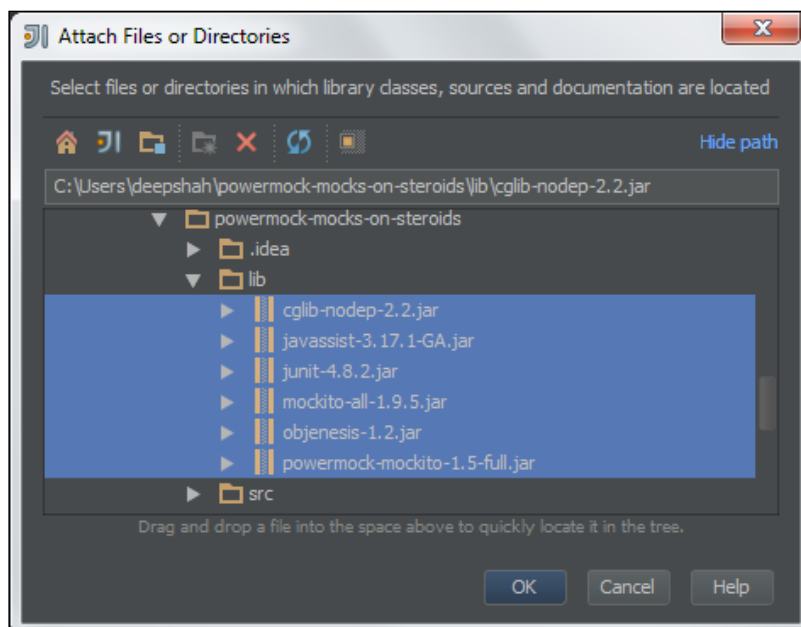 Attach Files or Directories
Select files or directories in which library classes, sources and documentation are located
Hide path
C:\Users\deepshah\powermock-mocks-on-steroids\lib\cglib-nodep-2.2.jar
powermock-mocks-on-steroids
.idea
lib
cglib-nodep-2.2.jar
javassist-3.17.1-GA.jar
junit-4.8.2.jar
mockito-all-1.9.5.jar
objenesis-1.2.jar
powermock-mockito-1.5-full.jar
src
Drag and drop a file into the space above to quickly locate it in the tree.
OK Cancel Help